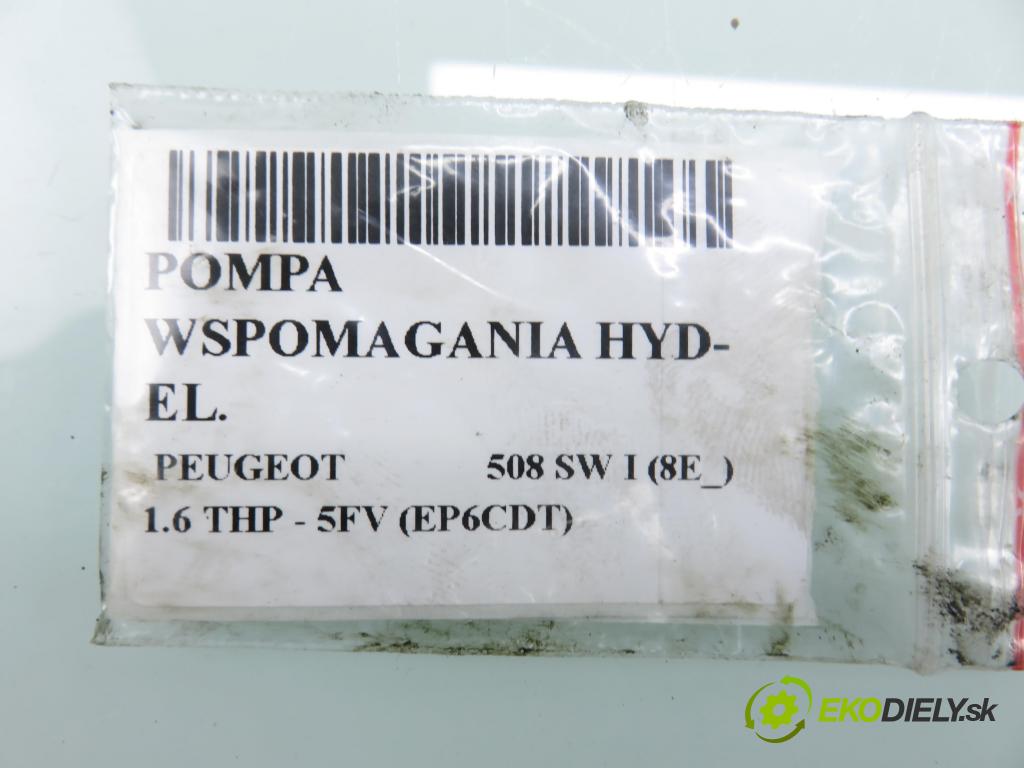 POMPA
WSPOMAGANIA HYD-
EL.
PEUGEOT 508 SW I (8E_)
1.6 THP - 5FV (EP6CDT)
EKODIELY.sk